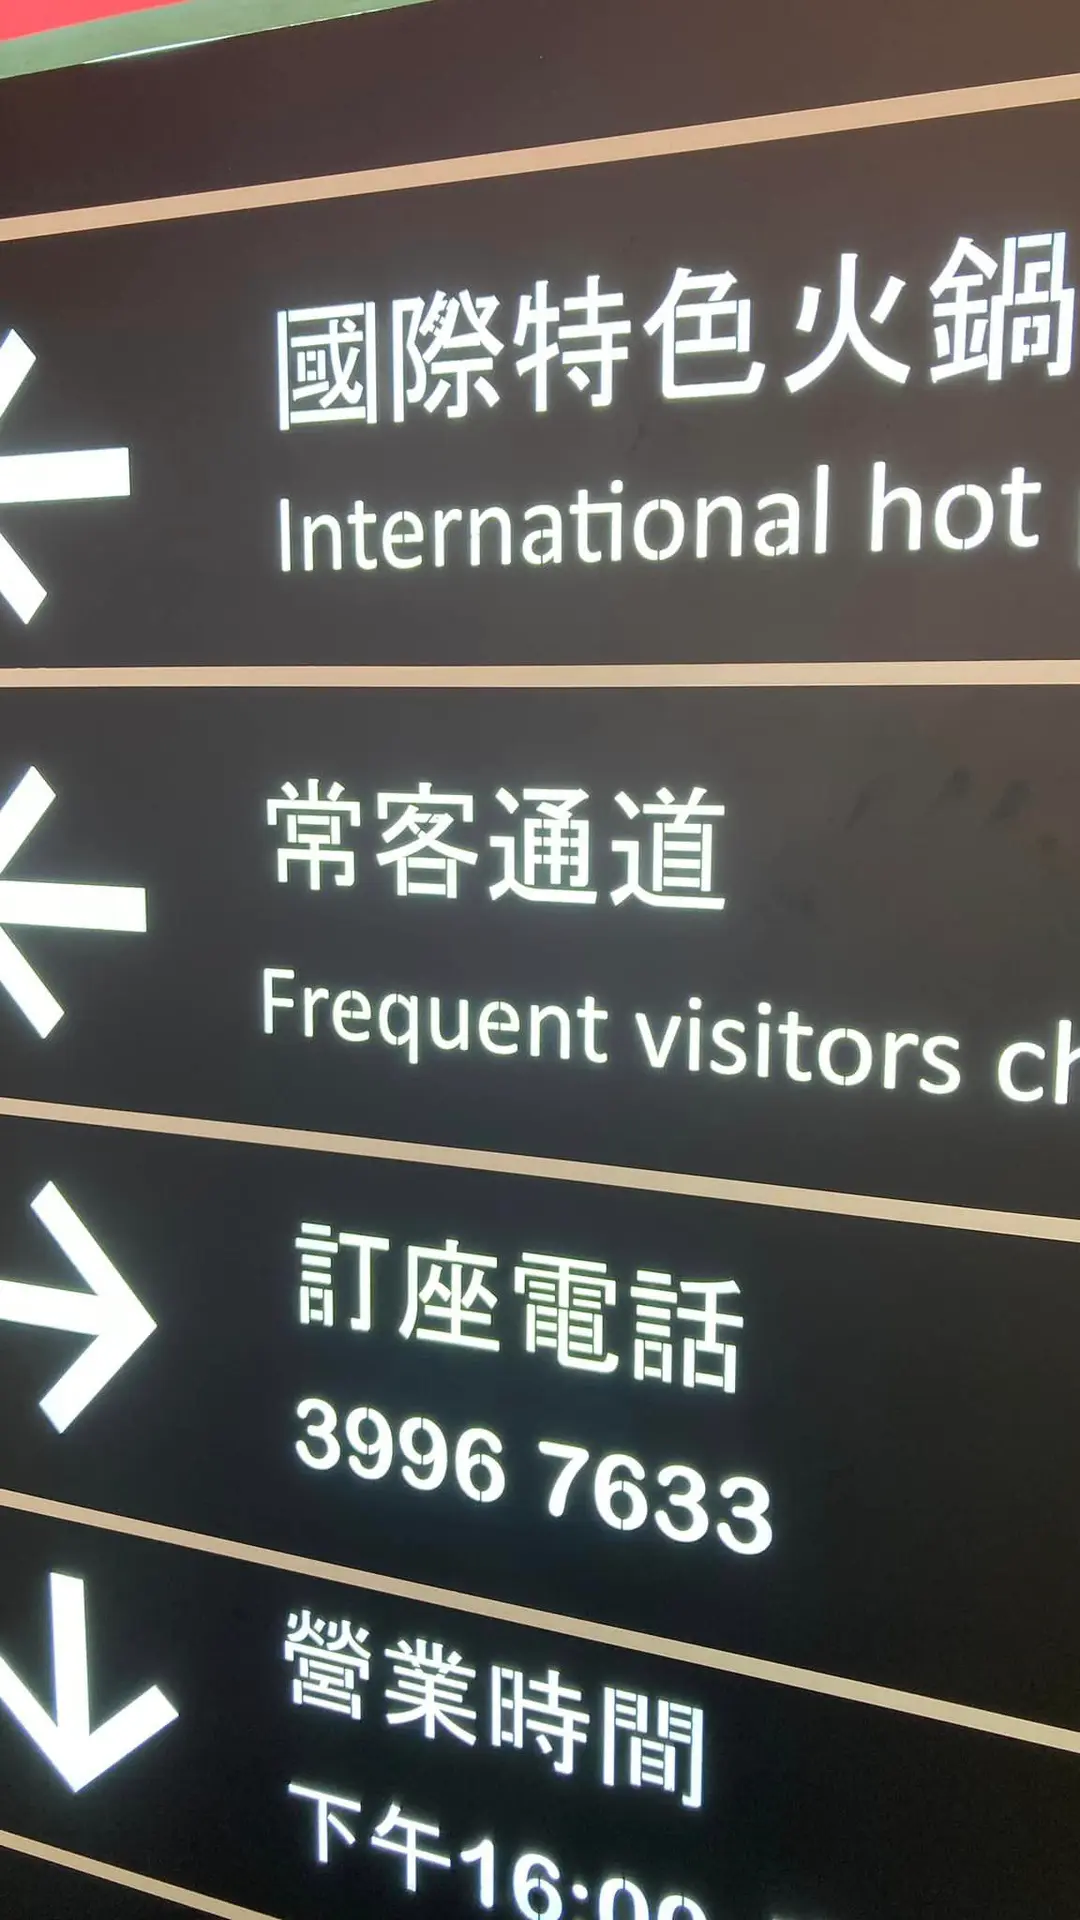 國際特色火鍋
International hot
常客通道
Frequent visitors ch
訂座電話
3996 7633
營業時間
下午16:00